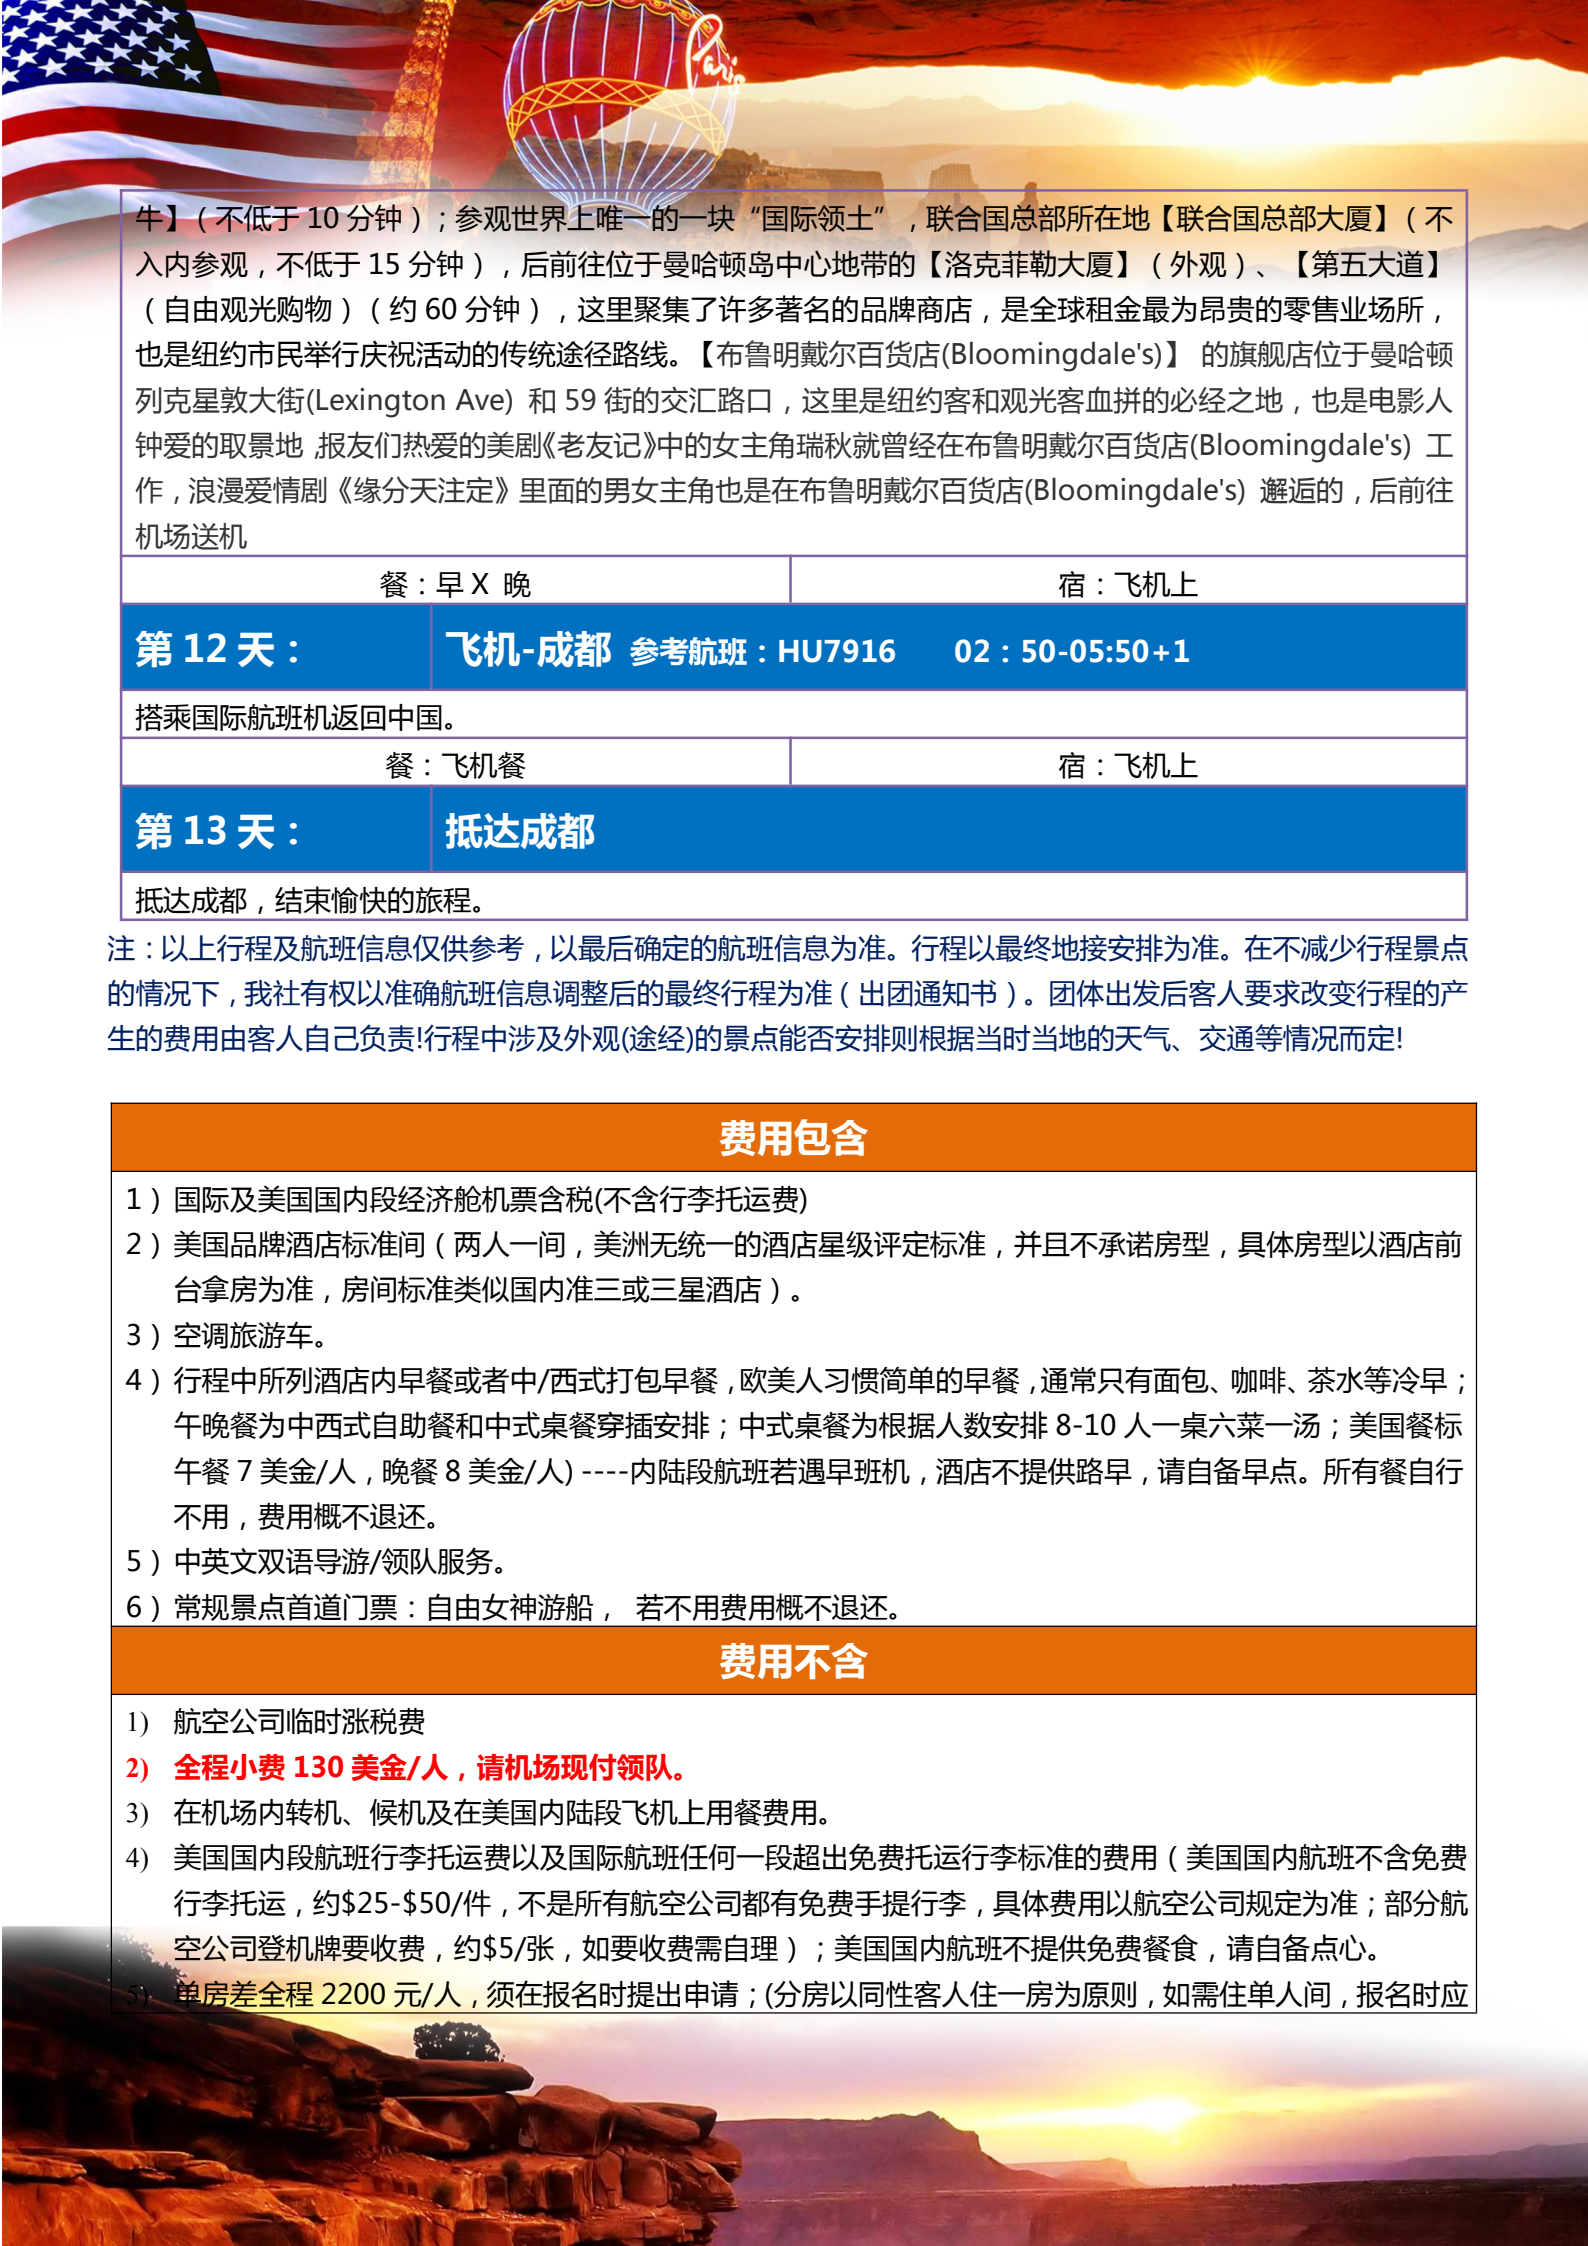 Paris
牛】（不低于 10 分钟）；参观世界上唯一的一块“国际领土”，联合国总部所在地【联合国总部大厦】（不
入内参观，不低于 15 分钟），后前往位于曼哈顿岛中心地带的【洛克菲勒大厦】（外观）、【第五大道】
（自由观光购物）（约 60 分钟），这里聚集了许多著名的品牌商店，是全球租金最为昂贵的零售业场所，
也是纽约市民举行庆祝活动的传统途径路线。【布鲁明戴尔百货店(Bloomingdale's)】 的旗舰店位于曼哈顿
列克星敦大街(Lexington Ave) 和 59 街的交汇路口，这里是纽约客和观光客血拼的必经之地，也是电影人
钟爱的取景地，报友们热爱的美剧《老友记》中的女主角瑞秋就曾经在布鲁明戴尔百货店(Bloomingdale's) 工
作，浪漫爱情剧《缘分天注定》里面的男女主角也是在布鲁明戴尔百货店(Bloomingdale's) 邂逅的，后前往
机场送机
餐：早 X 晚 宿：飞机上
第 12 天： 飞机-成都 参考航班：HU7916 02：50-05:50+1
搭乘国际航班机返回中国。
餐：飞机餐 宿：飞机上
第 13 天： 抵达成都
抵达成都，结束愉快的旅程。
注：以上行程及航班信息仅供参考，以最后确定的航班信息为准。行程以最终地接安排为准。在不减少行程景点
的情况下，我社有权以准确航班信息调整后的最终行程为准（出团通知书）。团体出发后客人要求改变行程的产
生的费用由客人自己负责!行程中涉及外观(途经)的景点能否安排则根据当时当地的天气、交通等情况而定!
费用包含
1）国际及美国国内段经济舱机票含税(不含行李托运费)
2）美国品牌酒店标准间（两人一间，美洲无统一的酒店星级评定标准，并且不承诺房型，具体房型以酒店前
台拿房为准，房间标准类似国内准三或三星酒店）。
3）空调旅游车。
4）行程中所列酒店内早餐或者中/西式打包早餐，欧美人习惯简单的早餐，通常只有面包、咖啡、茶水等冷早；
午晚餐为中西式自助餐和中式桌餐穿插安排；中式桌餐为根据人数安排 8-10 人一桌六菜一汤；美国餐标
午餐 7 美金/人，晚餐 8 美金/人) ----内陆段航班若遇早班机，酒店不提供路早，请自备早点。所有餐自行
不用，费用概不退还。
5）中英文双语导游/领队服务。
6）常规景点首道门票：自由女神游船， 若不用费用概不退还。
费用不含
1) 航空公司临时涨税费
2) 全程小费 130 美金/人，请机场现付领队。
3) 在机场内转机、候机及在美国内陆段飞机上用餐费用。
4) 美国国内段航班行李托运费以及国际航班任何一段超出免费托运行李标准的费用（美国国内航班不含免费
行李托运，约$25-$50/件，不是所有航空公司都有免费手提行李，具体费用以航空公司规定为准；部分航
空公司登机牌要收费，约$5/张，如要收费需自理）；美国国内航班不提供免费餐食，请自备点心。
5) 单房差全程 2200 元/人，须在报名时提出申请；(分房以同性客人住一房为原则，如需住单人间，报名时应